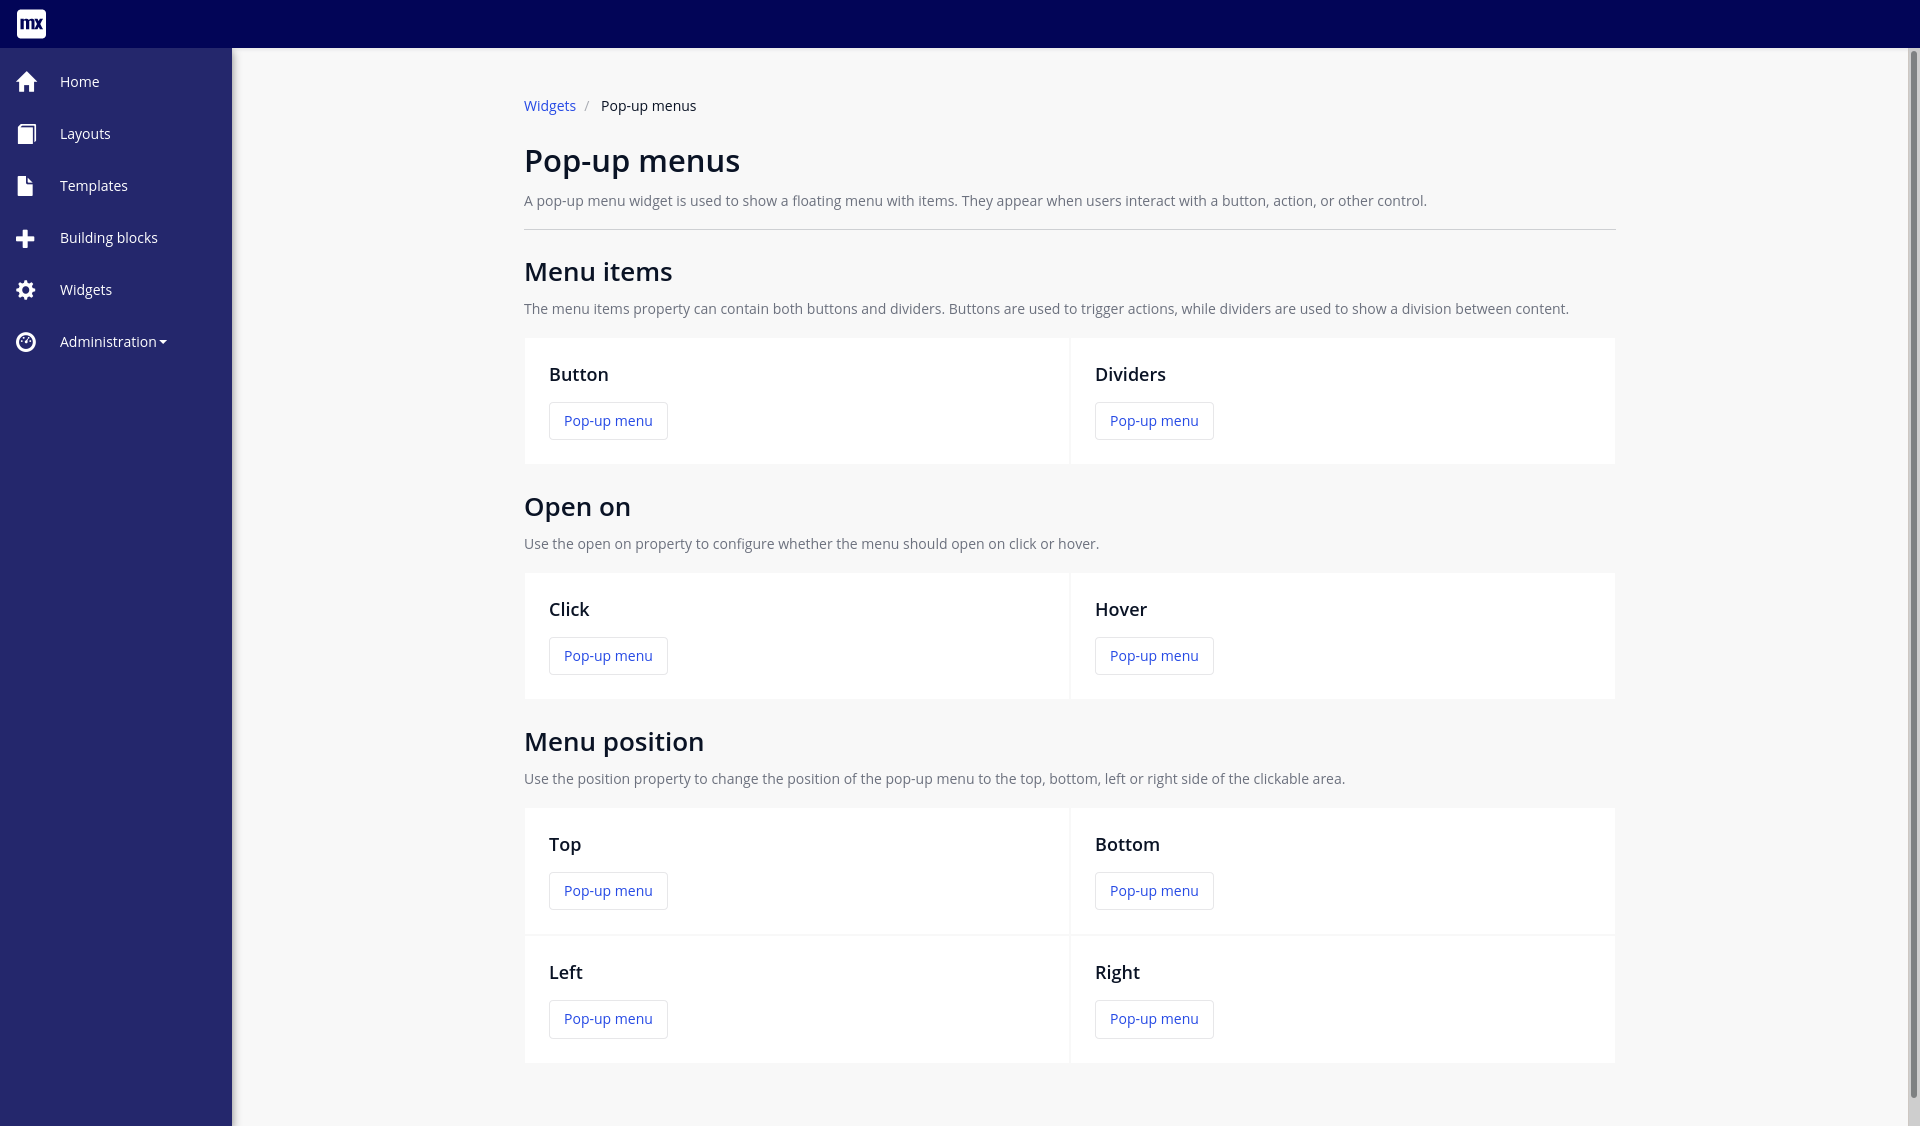 mx
Home
Layouts
Templates
Building blocks
Widgets
Administration
Widgets / Pop-up menus
Pop-up menus
A pop-up menu widget is used to show a floating menu with items. They appear when users interact with a button, action, or other control.
Menu items
The menu items property can contain both buttons and dividers. Buttons are used to trigger actions, while dividers are used to show a division between content.
Button
Pop-up menu
Dividers
Pop-up menu
Open on
Use the open on property to configure whether the menu should open on click or hover.
Click
Pop-up menu
Hover
Pop-up menu
Menu position
Use the position property to change the position of the pop-up menu to the top, bottom, left or right side of the clickable area.
Top
Pop-up menu
Bottom
Pop-up menu
Left
Pop-up menu
Right
Pop-up menu